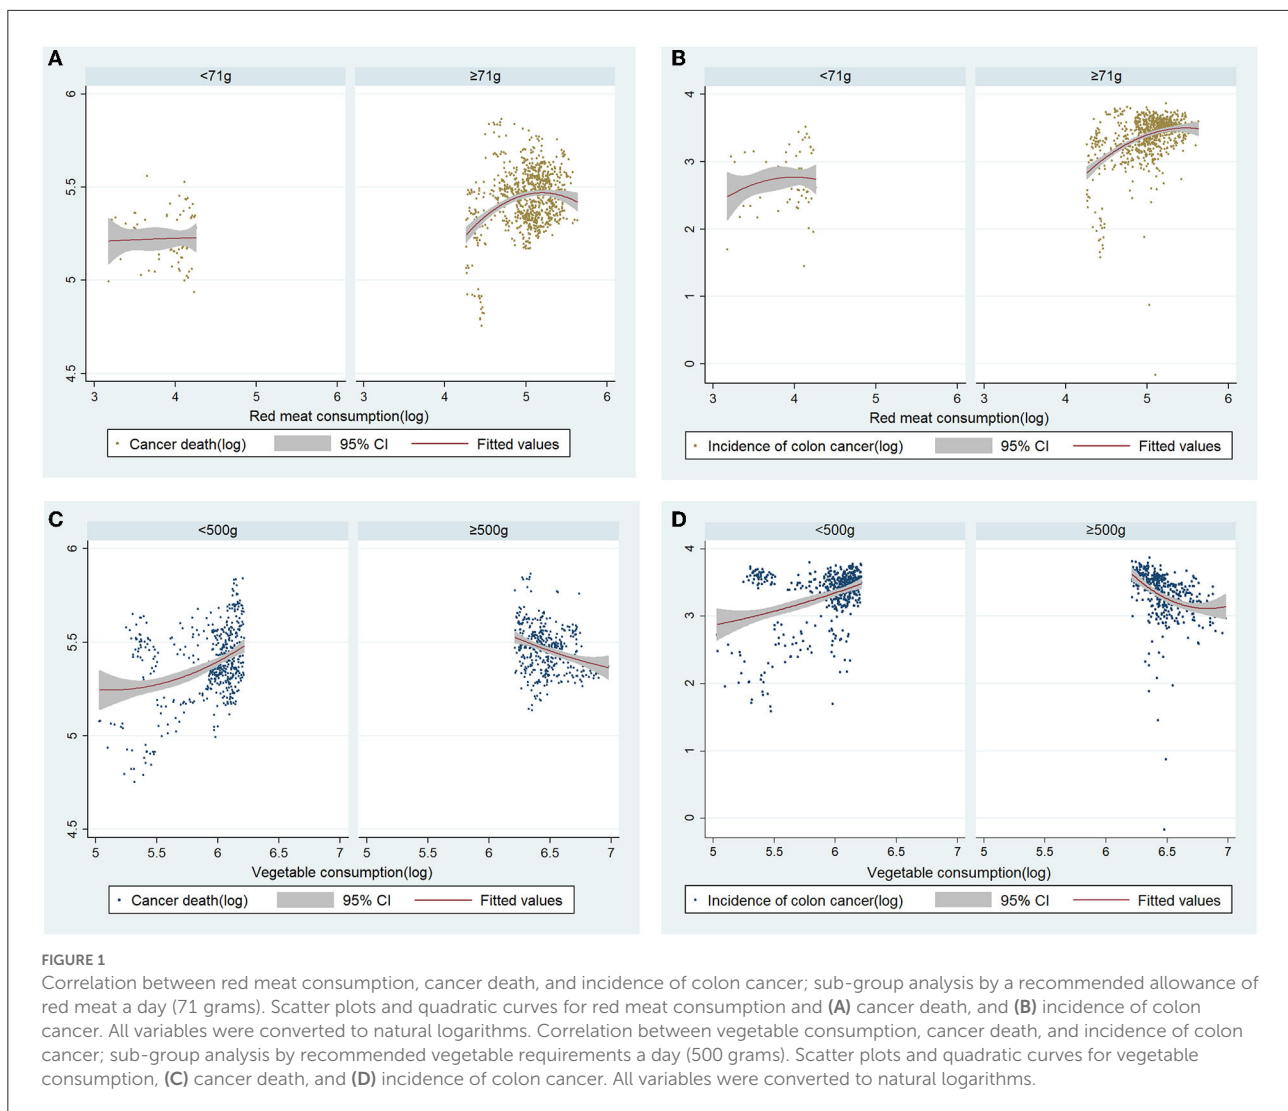 A
<71g
≥71g
6
5.5
5
4.5
3 4 5 6 3 4 5 6
Red meat consumption(log)
Cancer death(log) 95% CI Fitted values
B
<71g
≥71g
4
3
2
1
0
3 4 5 6 3 4 5 6
Red meat consumption(log)
Incidence of colon cancer(log) 95% CI Fitted values
C
<500g
≥500g
6
5.5
5
4.5
5 5.5 6 6.5 7 5 5.5 6 6.5 7
Vegetable consumption(log)
Cancer death(log) 95% CI Fitted values
D
<500g
≥500g
4
3
2
1
0
5 5.5 6 6.5 7 5 5.5 6 6.5 7
Vegetable consumption(log)
Incidence of colon cancer(log) 95% CI Fitted values
FIGURE 1
Correlation between red meat consumption, cancer death, and incidence of colon cancer; sub-group analysis by a recommended allowance of
red meat a day (71 grams). Scatter plots and quadratic curves for red meat consumption and (A) cancer death, and (B) incidence of colon
cancer. All variables were converted to natural logarithms. Correlation between vegetable consumption, cancer death, and incidence of colon
cancer; sub-group analysis by recommended vegetable requirements a day (500 grams). Scatter plots and quadratic curves for vegetable
consumption, (C) cancer death, and (D) incidence of colon cancer. All variables were converted to natural logarithms.